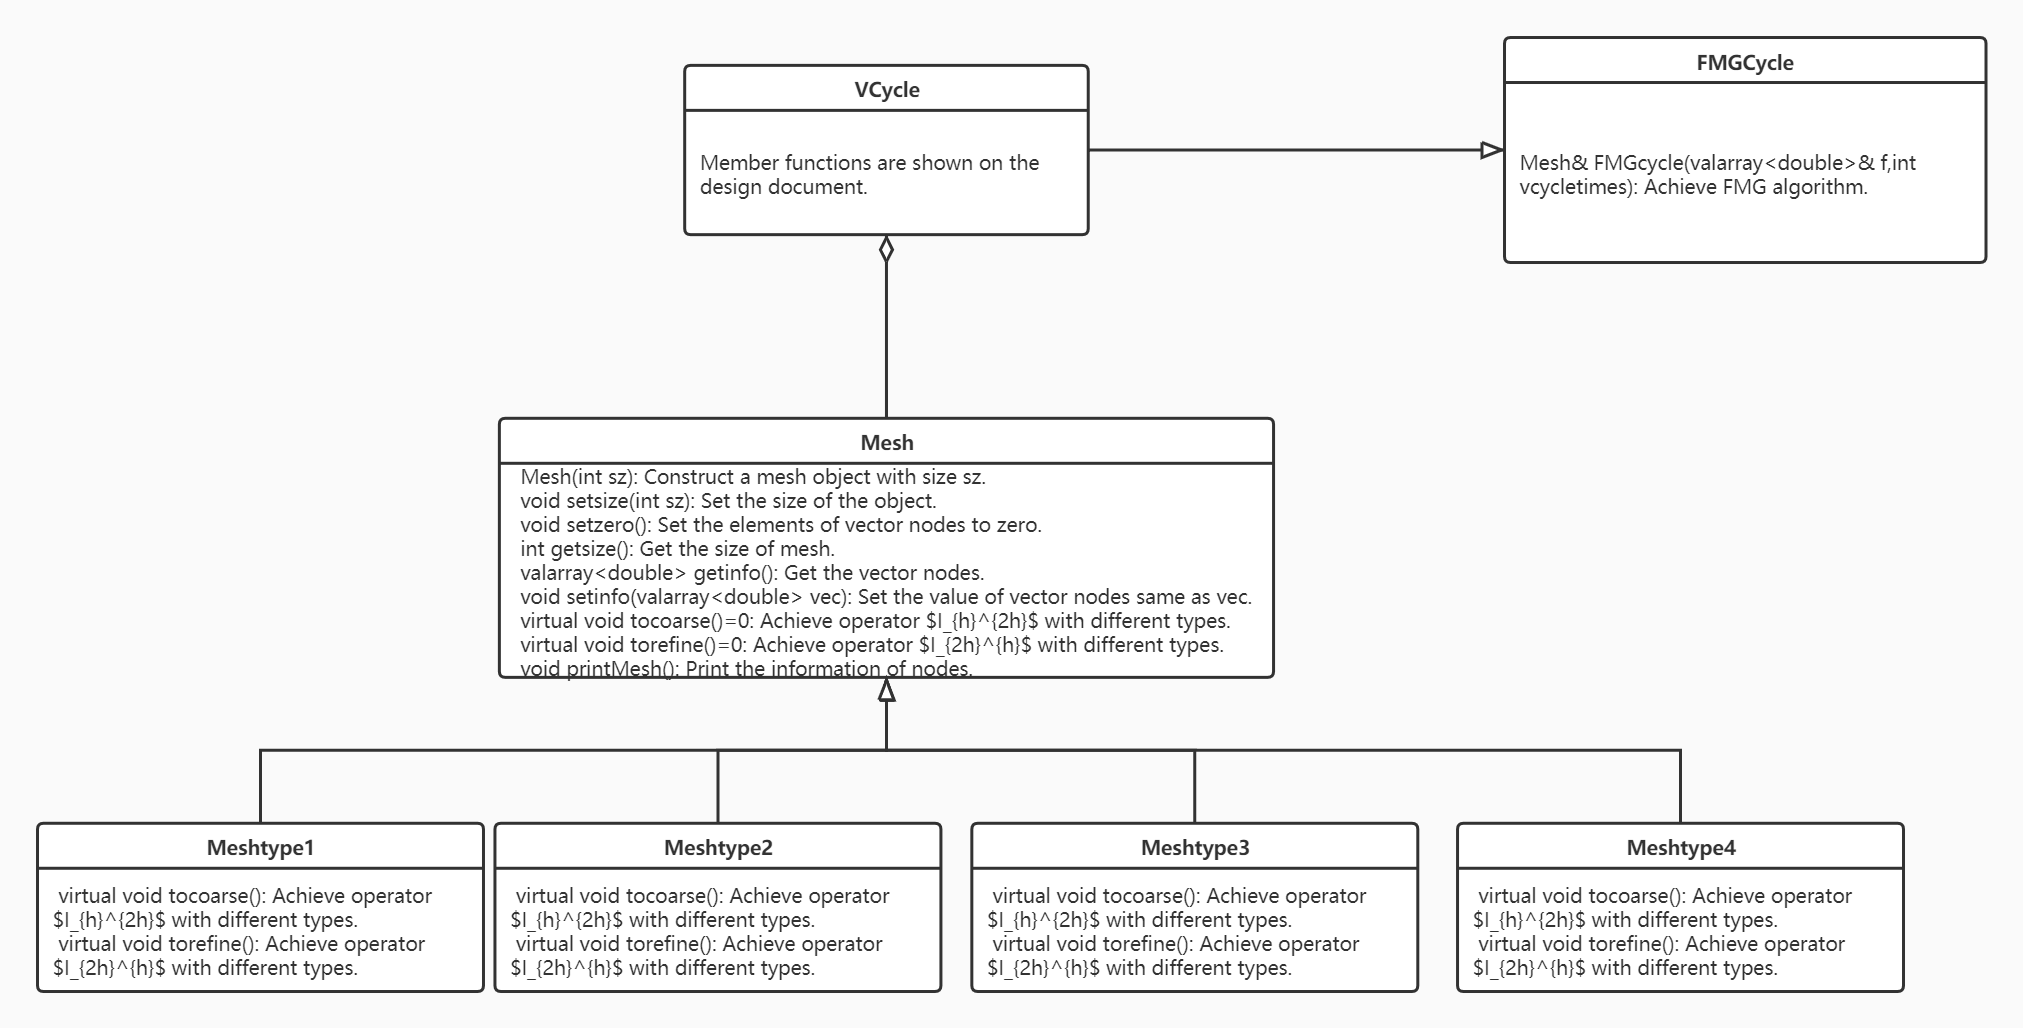 FMGCycle
VCycle
Member functions are shown on the
design document.
Mesh& FMGcycle(valarray<double>& f,int
vcycletimes): Achieve FMG algorithm.
Mesh
Mesh(int sz): Construct a mesh object with size sz.
void setsize(int sz): Set the size of the object.
void setzero(): Set the elements of vector nodes to zero.
int getsize(): Get the size of mesh.
valarray<double> getinfo(): Get the vector nodes.
void setinfo(valarray<double> vec): Set the value of vector nodes same as vec.
virtual void tocoarse()=0: Achieve operator $I_{h}^{2h}$ with different types.
virtual void torefine()=0: Achieve operator $I_{2h}^{h}$ with different types.
void printMesh(): Print the information of nodes.
Meshtype1
virtual void tocoarse(): Achieve operator
$I_{h}^{2h}$ with different types.
virtual void torefine(): Achieve operator
$I_{2h}^{h}$ with different types.
Meshtype2
virtual void tocoarse(): Achieve operator
$I_{h}^{2h}$ with different types.
virtual void torefine(): Achieve operator
$I_{2h}^{h}$ with different types.
Meshtype3
virtual void tocoarse(): Achieve operator
$I_{h}^{2h}$ with different types.
virtual void torefine(): Achieve operator
$I_{2h}^{h}$ with different types.
Meshtype4
virtual void tocoarse(): Achieve operator
$I_{h}^{2h}$ with different types.
virtual void torefine(): Achieve operator
$I_{2h}^{h}$ with different types.